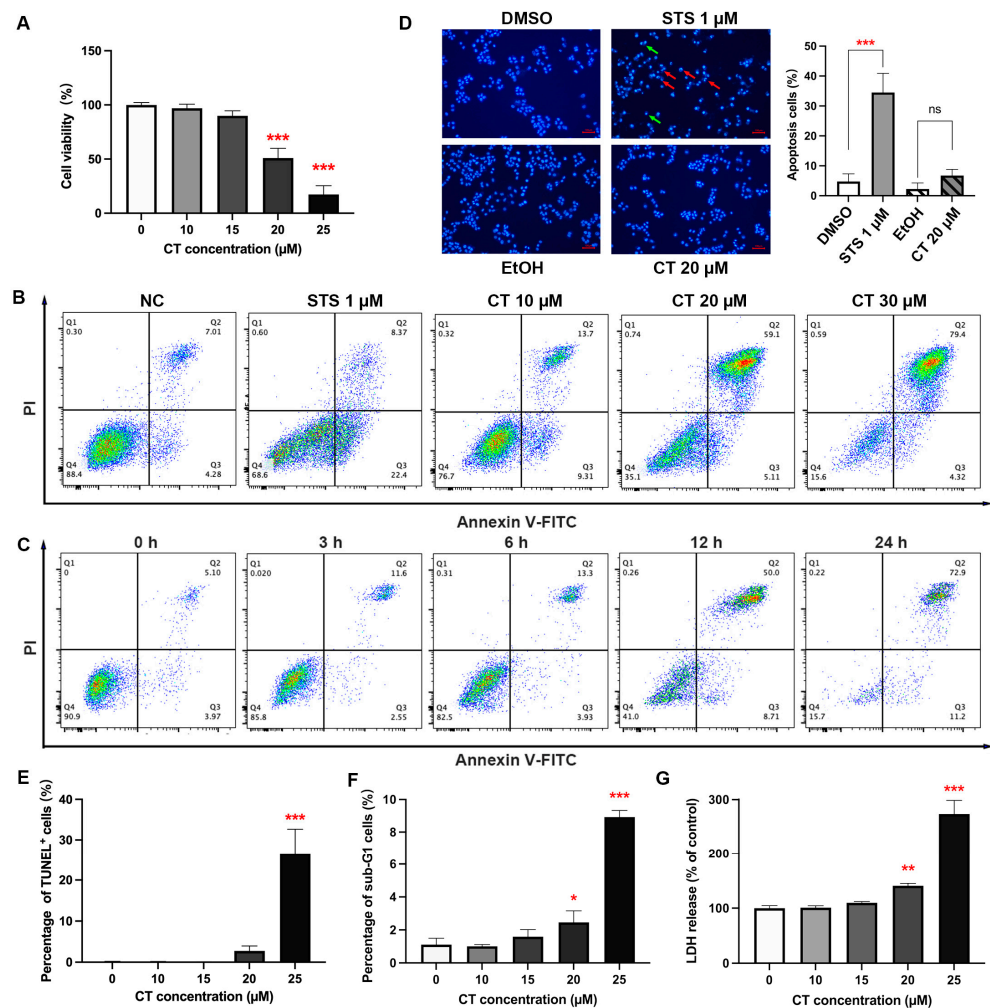 A
Cell viability (%)
150
100
50
0
***
***
0 10 15 20 25
CT concentration (µM)
D
DMSO STS 1 µM
EtOH CT 20 µM
Apoptosis cells (%)
50
40
30
20
10
0
***
ns
DMSO
STS 1 µM
EtOH
CT 20 µM
B
NC STS 1 µM CT 10 µM CT 20 µM CT 30 µM
PI
Q1 Q2 Q1 Q2 Q1 Q2 Q1 Q2 Q1 Q2
0.30 7.01 0.60 8.37 0.32 13.7 0.74 59.1 0.59 79.4
Q4 Q3 Q4 Q3 Q4 Q3 Q4 Q3 Q4 Q3
88.4 4.28 68.6 22.4 76.7 9.31 35.1 5.11 15.6 4.32
Annexin V-FITC
C
0 h 3 h 6 h 12 h 24 h
PI
Q1 Q2 Q1 Q2 Q1 Q2 Q1 Q2 Q1 Q2
0 5.10 0.020 11.6 0.31 13.3 0.26 50.0 0.22 72.9
Q4 Q3 Q4 Q3 Q4 Q3 Q4 Q3 Q4 Q3
90.9 3.97 85.8 2.55 82.5 3.93 41.0 8.71 15.7 11.2
Annexin V-FITC
E
Percentage of TUNEL⁺ cells (%)
40
30
20
10
0
***
0 10 15 20 25
CT concentration (µM)
F
Percentage of sub-G1 cells (%)
10
8
6
4
2
0
*
***
0 10 15 20 25
CT concentration (µM)
G
LDH release (% of control)
300
200
100
0
**
***
0 10 15 20 25
CT concentration (µM)